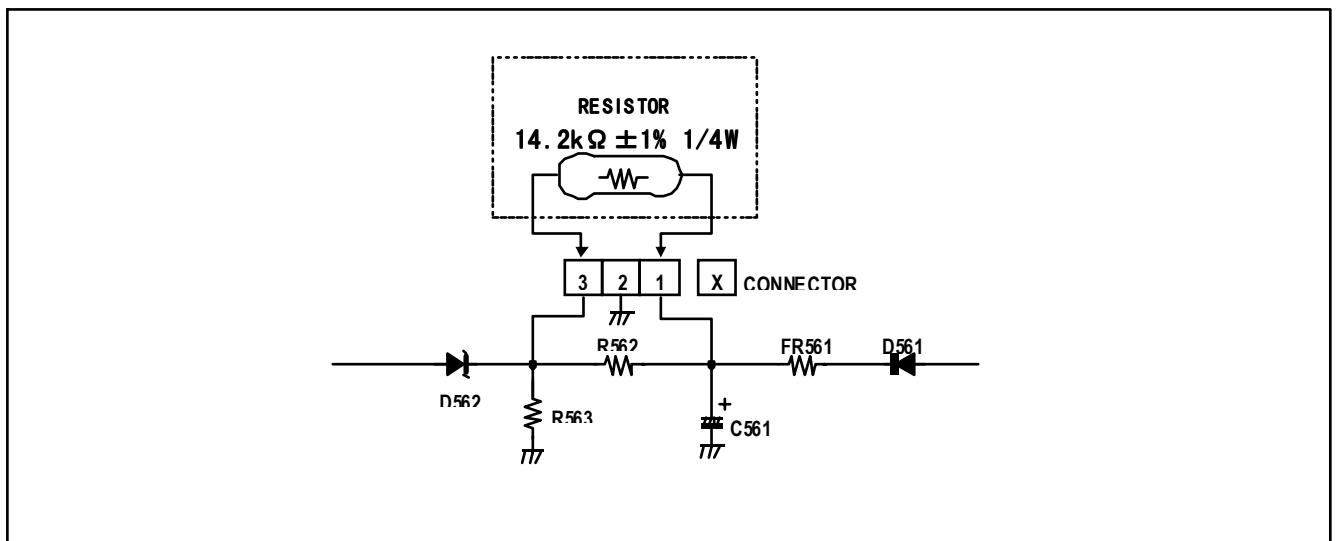 RESISTOR
14.2kΩ ±1% 1/4W
3 2 1 X CONNECTOR
R562 FR561 D561
D562 R563 + C561